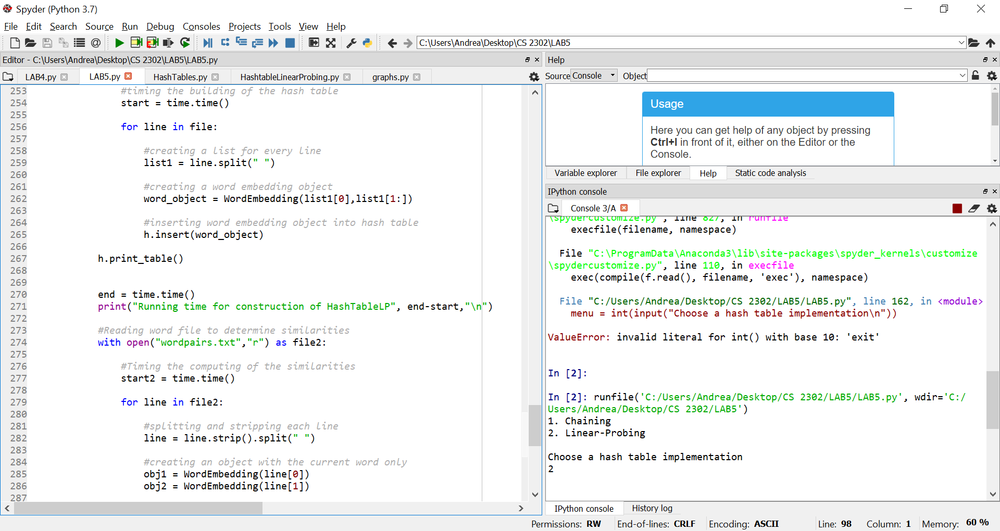 Spyder (Python 3.7)
File Edit Search Source Run Debug Consoles Projects Tools View Help
C:\Users\Andrea\Desktop\CS 2302\LAB5
Editor - C:\Users\Andrea\Desktop\CS 2302\LAB5\LAB5.py
LAB4.py LAB5.py HashTables.py HashtableLinearProbing.py graphs.py
253 #timing the building of the hash table
254 start = time.time()
255
256 for line in file:
257
258 #creating a list for every line
259 list1 = line.split(" ")
260
261 #creating a word embedding object
262 word_object = WordEmbedding(list1[0],list1[1:])
263
264 #inserting word embedding object into hash table
265 h.insert(word_object)
266
267 h.print_table()
268
269
270 end = time.time()
271 print("Running time for construction of HashTableLP", end-start,"\n")
272
273 #Reading word file to determine similarities
274 with open("wordpairs.txt","r") as file2:
275
276 #Timing the computing of the similarities
277 start2 = time.time()
278
279 for line in file2:
280
281 #splitting and stripping each line
282 line = line.strip().split(" ")
283
284 #creating an object with the current word only
285 obj1 = WordEmbedding(line[0])
286 obj2 = WordEmbedding(line[1])
287
Help
Source Console Object
Usage
Here you can get help of any object by pressing
Ctrl+I in front of it, either on the Editor or the
Console.
Variable explorer File explorer Help Static code analysis
IPython console
Console 3/A
\spydercustomize.py", line 827, in runfile
execfile(filename, namespace)
File "C:\ProgramData\Anaconda3\lib\site-packages\spyder_kernels\customize
\spydercustomize.py", line 110, in execfile
exec(compile(f.read(), filename, 'exec'), namespace)
File "C:/Users/Andrea/Desktop/CS 2302/LAB5/LAB5.py", line 162, in <module>
menu = int(input("Choose a hash table implementation\n"))
ValueError: invalid literal for int() with base 10: 'exit'
In [2]:
In [2]: runfile('C:/Users/Andrea/Desktop/CS 2302/LAB5/LAB5.py', wdir='C:/
Users/Andrea/Desktop/CS 2302/LAB5')
1. Chaining
2. Linear-Probing
Choose a hash table implementation
2
IPython console History log
Permissions: RW End-of-lines: CRLF Encoding: ASCII Line: 98 Column: 1 Memory: 60 %